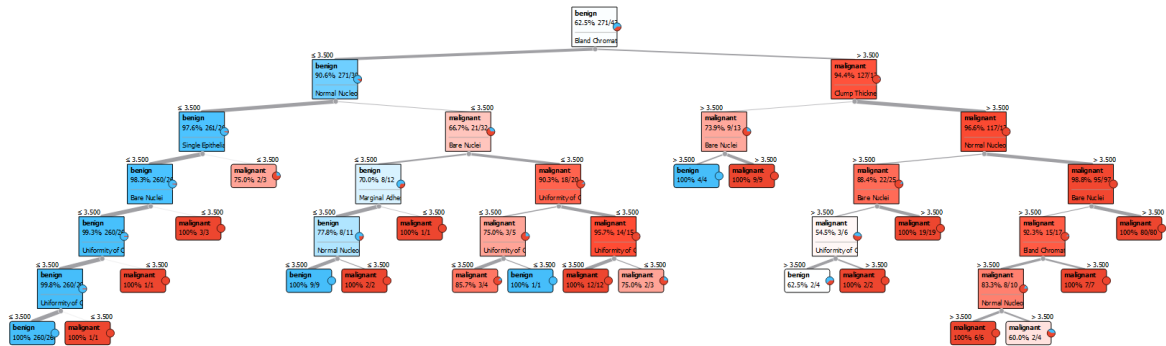 benign
62.5% 271/4
Bland Chromat
≤ 3.500
> 3.500
benign
90.6% 271/3
Normal Nucleo
malignant
94.4% 127/1
Clump Thickne
≤ 3.500
≤ 3.500
> 3.500
> 3.500
benign
97.6% 261/2
Single Epithelia
malignant
66.7% 21/32
Bare Nuclei
malignant
73.9% 9/13
Bare Nuclei
malignant
96.6% 117/1
Normal Nucleo
≤ 3.500
≤ 3.500
≤ 3.500
≤ 3.500
> 3.500
> 3.500
> 3.500
> 3.500
benign
98.3% 260/2
Bare Nuclei
malignant
75.0% 2/3
benign
70.0% 8/12
Marginal Adhe
malignant
90.3% 18/20
Uniformity of C
benign
100% 4/4
malignant
100% 9/9
malignant
88.4% 22/25
Bare Nuclei
malignant
98.8% 95/97
Bare Nuclei
≤ 3.500
≤ 3.500
≤ 3.500
≤ 3.500
≤ 3.500
≤ 3.500
> 3.500
> 3.500
> 3.500
> 3.500
benign
99.3% 260/2
Uniformity of C
malignant
100% 3/3
benign
77.8% 8/11
Normal Nucleo
malignant
100% 1/1
malignant
75.0% 3/5
Uniformity of C
malignant
95.7% 14/15
Uniformity of C
malignant
54.5% 3/6
Uniformity of C
malignant
100% 19/19
malignant
92.3% 15/17
Bland Chromat
malignant
100% 80/80
≤ 3.500
≤ 3.500
≤ 3.500
≤ 3.500
≤ 3.500
≤ 3.500
≤ 3.500
≤ 3.500
> 3.500
> 3.500
> 3.500
> 3.500
benign
99.8% 260/2
Uniformity of C
malignant
100% 1/1
benign
100% 9/9
malignant
100% 2/2
malignant
85.7% 3/4
benign
100% 1/1
malignant
100% 12/12
malignant
75.0% 2/3
benign
62.5% 2/4
malignant
100% 2/2
malignant
83.3% 8/10
Normal Nucleo
malignant
100% 7/7
≤ 3.500
≤ 3.500
> 3.500
> 3.500
benign
100% 260/26
malignant
100% 1/1
malignant
100% 6/6
malignant
60.0% 2/4